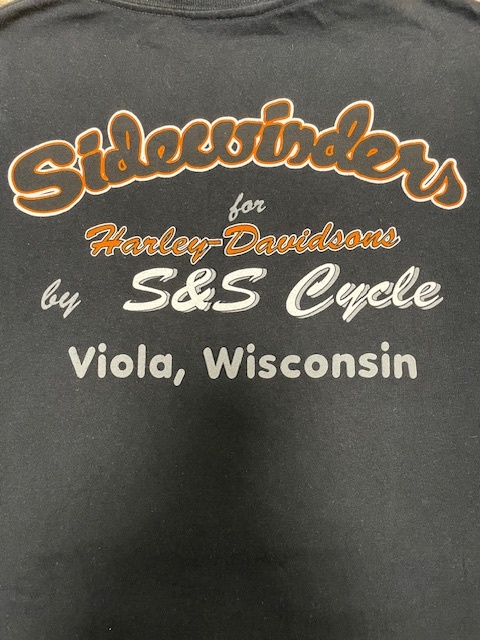 Sidewinders
for
Harley-Davidsons
by S&S Cycle
Viola, Wisconsin